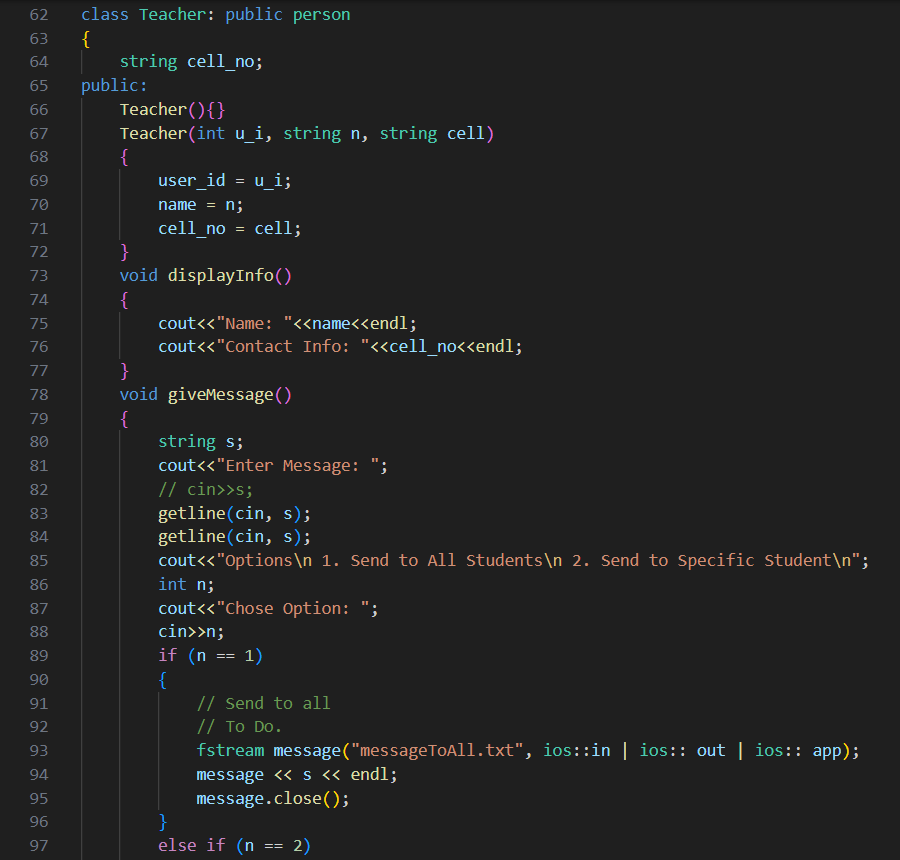 62 class Teacher: public person
63 {
64     string cell_no;
65 public:
66     Teacher(){}
67     Teacher(int u_i, string n, string cell)
68     {
69         user_id = u_i;
70         name = n;
71         cell_no = cell;
72     }
73     void displayInfo()
74     {
75         cout<<"Name: "<<name<<endl;
76         cout<<"Contact Info: "<<cell_no<<endl;
77     }
78     void giveMessage()
79     {
80         string s;
81         cout<<"Enter Message: ";
82         // cin>>s;
83         getline(cin, s);
84         getline(cin, s);
85         cout<<"Options\n 1. Send to All Students\n 2. Send to Specific Student\n";
86         int n;
87         cout<<"Chose Option: ";
88         cin>>n;
89         if (n == 1)
90         {
91             // Send to all
92             // To Do.
93             fstream message("messageToAll.txt", ios::in | ios:: out | ios:: app);
94             message << s << endl;
95             message.close();
96         }
97         else if (n == 2)